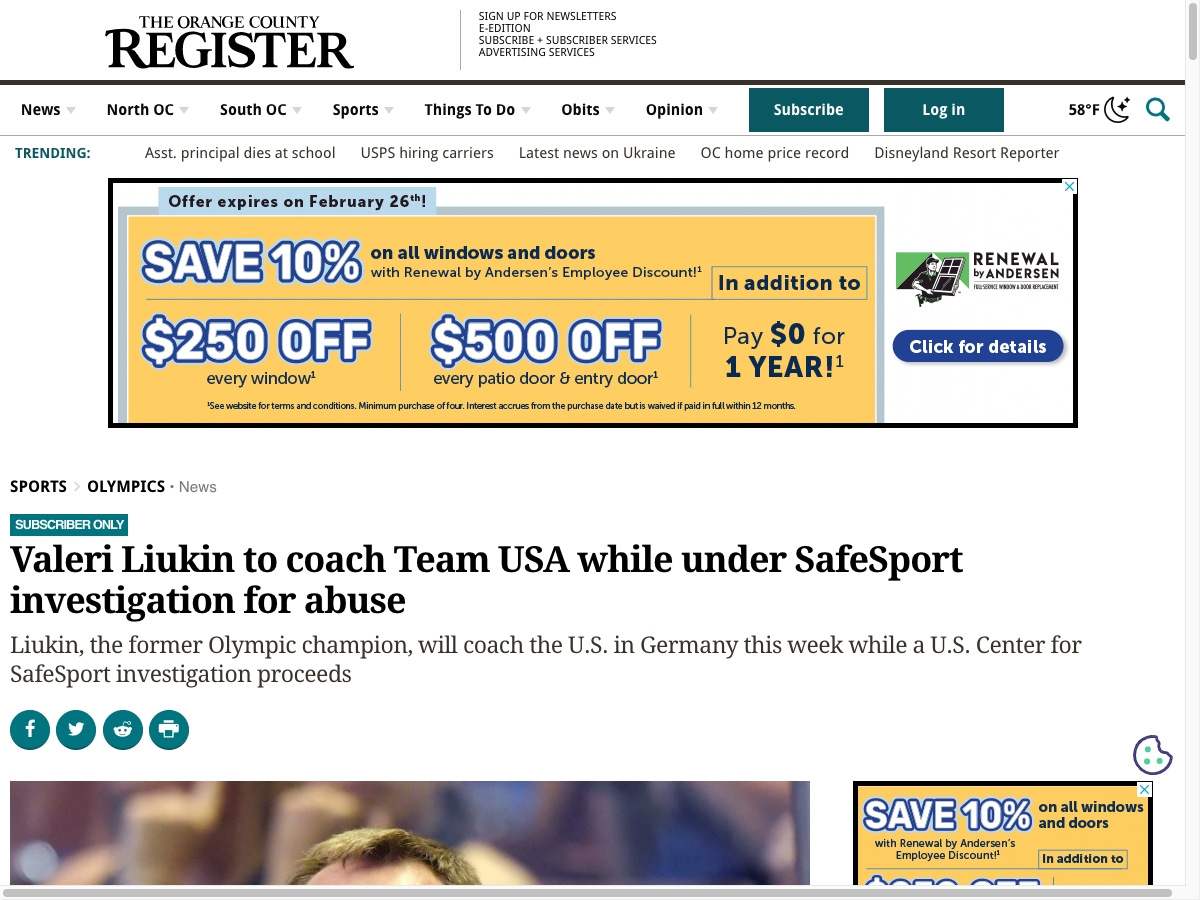 THE ORANGE COUNTY
REGISTER
SIGN UP FOR NEWSLETTERS
E-EDITION
SUBSCRIBE + SUBSCRIBER SERVICES
ADVERTISING SERVICES
News North OC South OC Sports Things To Do Obits Opinion Subscribe Log in 58°F
TRENDING: Asst. principal dies at school USPS hiring carriers Latest news on Ukraine OC home price record Disneyland Resort Reporter
Offer expires on February 26th!
SAVE 10% on all windows and doors
with Renewal by Andersen's Employee Discount!¹
In addition to
$250 OFF
every window¹
$500 OFF
every patio door & entry door¹
Pay $0 for
1 YEAR!¹
¹See website for terms and conditions. Minimum purchase of four. Interest accrues from the purchase date but is waived if paid in full within 12 months.
RENEWAL
by ANDERSEN
FULL-SERVICE WINDOW & DOOR REPLACEMENT
Click for details
SPORTS > OLYMPICS • News
SUBSCRIBER ONLY
Valeri Liukin to coach Team USA while under SafeSport
investigation for abuse
Liukin, the former Olympic champion, will coach the U.S. in Germany this week while a U.S. Center for
SafeSport investigation proceeds
SAVE 10% on all windows
and doors
with Renewal by Andersen's
Employee Discount!¹
In addition to